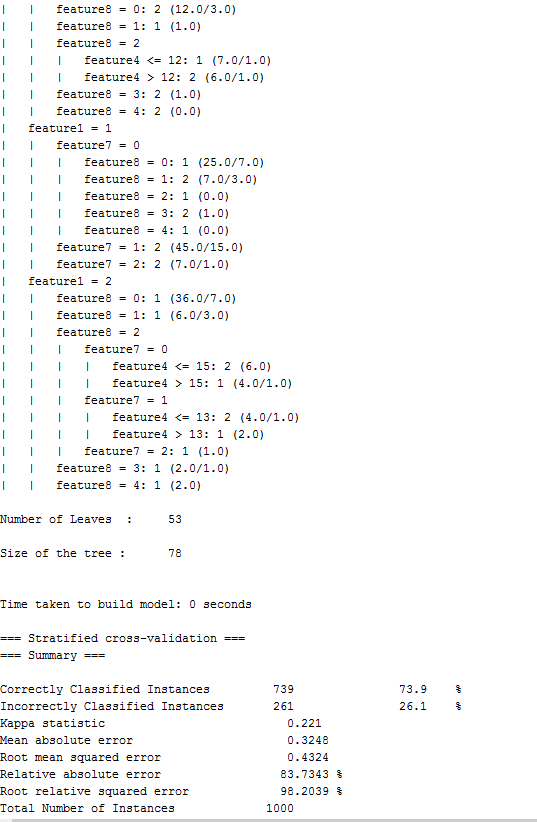 |   |   feature8 = 0: 2 (12.0/3.0)
|   |   feature8 = 1: 1 (1.0)
|   |   feature8 = 2
|   |   |   feature4 <= 12: 1 (7.0/1.0)
|   |   |   feature4 > 12: 2 (6.0/1.0)
|   |   feature8 = 3: 2 (1.0)
|   |   feature8 = 4: 2 (0.0)
|   feature1 = 1
|   |   feature7 = 0
|   |   |   feature8 = 0: 1 (25.0/7.0)
|   |   |   feature8 = 1: 2 (7.0/3.0)
|   |   |   feature8 = 2: 1 (0.0)
|   |   |   feature8 = 3: 2 (1.0)
|   |   |   feature8 = 4: 1 (0.0)
|   |   feature7 = 1: 2 (45.0/15.0)
|   |   feature7 = 2: 2 (7.0/1.0)
|   feature1 = 2
|   |   feature8 = 0: 1 (36.0/7.0)
|   |   feature8 = 1: 1 (6.0/3.0)
|   |   feature8 = 2
|   |   |   feature7 = 0
|   |   |   |   feature4 <= 15: 2 (6.0)
|   |   |   |   feature4 > 15: 1 (4.0/1.0)
|   |   |   feature7 = 1
|   |   |   |   feature4 <= 13: 2 (4.0/1.0)
|   |   |   |   feature4 > 13: 1 (2.0)
|   |   |   feature7 = 2: 1 (1.0)
|   |   feature8 = 3: 1 (2.0/1.0)
|   |   feature8 = 4: 1 (2.0)
Number of Leaves  :     53
Size of the tree :      78
Time taken to build model: 0 seconds
=== Stratified cross-validation ===
=== Summary ===
Correctly Classified Instances         739               73.9    %
Incorrectly Classified Instances       261               26.1    %
Kappa statistic                          0.221
Mean absolute error                      0.3248
Root mean squared error                  0.4324
Relative absolute error                 83.7343 %
Root relative squared error             98.2039 %
Total Number of Instances             1000